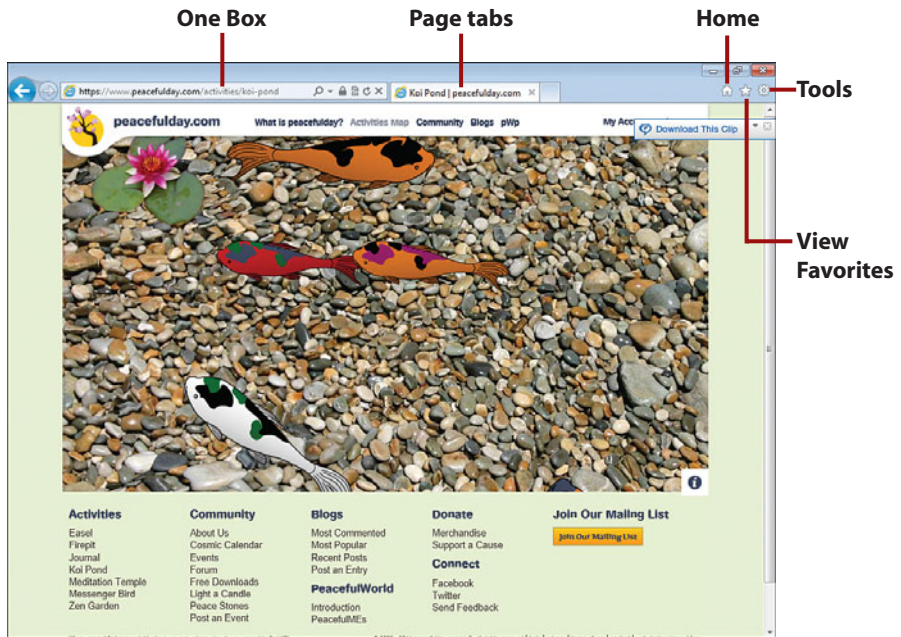 One Box Page tabs Home
Tools
View
Favorites
https://www.peacefulday.com/activities/koi-pond
Koi Pond | peacefulday.com
peacefulday.com What is peacefulday? Activities Map Community Blogs pWp
Download This Clip
Activities
Easel
Firepit
Journal
Koi Pond
Meditation Temple
Messenger Bird
Zen Garden
Community
About Us
Cosmic Calendar
Events
Forum
Free Downloads
Light a Candle
Peace Stones
Post an Event
Blogs
Most Commented
Most Popular
Recent Posts
Post an Entry
PeacefulWorld
Introduction
PeacefulMEs
Donate
Merchandise
Support a Cause
Connect
Facebook
Twitter
Send Feedback
Join Our Mailng List
Join Our Mailing List